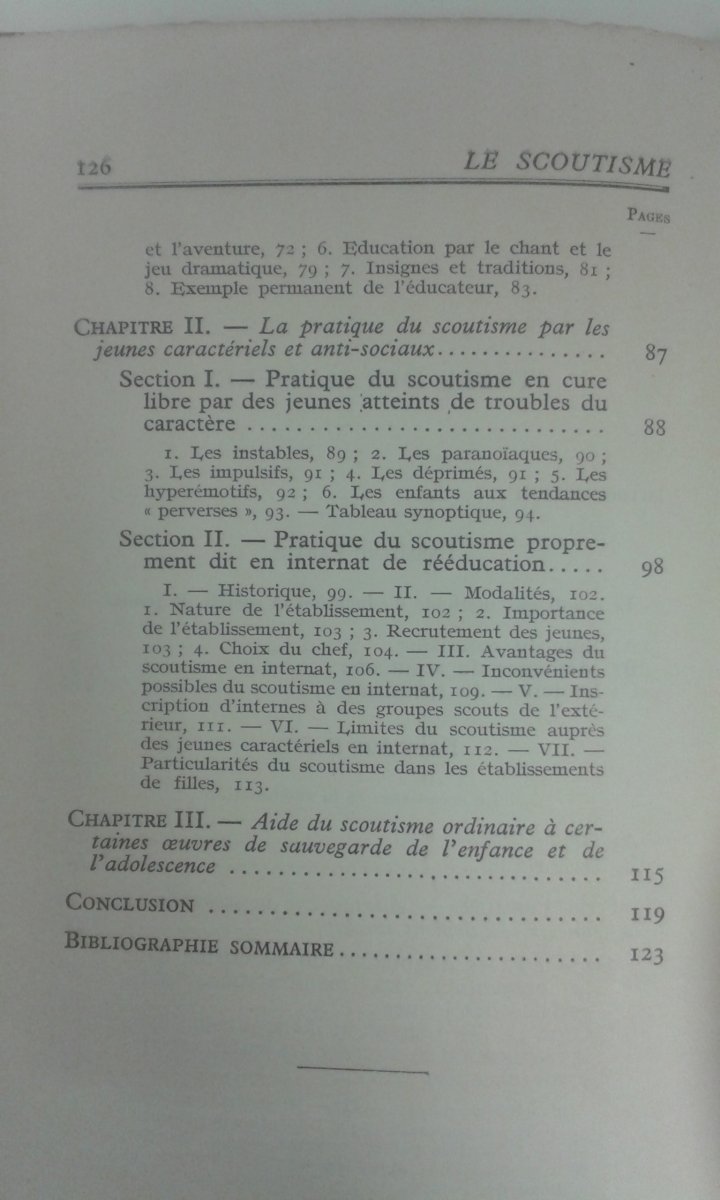 126 LE SCOUTISME
PAGES
et l'aventure, 72 ; 6. Education par le chant et le
jeu dramatique, 79 ; 7. Insignes et traditions, 81 ;
8. Exemple permanent de l'éducateur, 83.
CHAPITRE II. — La pratique du scoutisme par les
jeunes caractériels et anti-sociaux............... 87
Section I. — Pratique du scoutisme en cure
libre par des jeunes atteints de troubles du
caractère .............................. 88
1. Les instables, 89 ; 2. Les paranoïaques, 90 ;
3. Les impulsifs, 91 ; 4. Les déprimés, 91 ; 5. Les
hyperémotifs, 92 ; 6. Les enfants aux tendances
« perverses », 93. — Tableau synoptique, 94.
Section II. — Pratique du scoutisme propre-
ment dit en internat de rééducation..... 98
I. — Historique, 99. — II. — Modalités, 102.
1. Nature de l'établissement, 102 ; 2. Importance
de l'établissement, 103 ; 3. Recrutement des jeunes,
103 ; 4. Choix du chef, 104. — III. Avantages du
scoutisme en internat, 106. — IV. — Inconvénients
possibles du scoutisme en internat, 109. — V. — Ins-
cription d'internes à des groupes scouts de l'exté-
rieur, 111. — VI. — Limites du scoutisme auprès
des jeunes caractériels en internat, 112. — VII. —
Particularités du scoutisme dans les établissements
de filles, 113.
CHAPITRE III. — Aide du scoutisme ordinaire à cer-
taines œuvres de sauvegarde de l'enfance et de
l'adolescence ............................... 115
CONCLUSION ................................. 119
BIBLIOGRAPHIE SOMMAIRE...................... 123